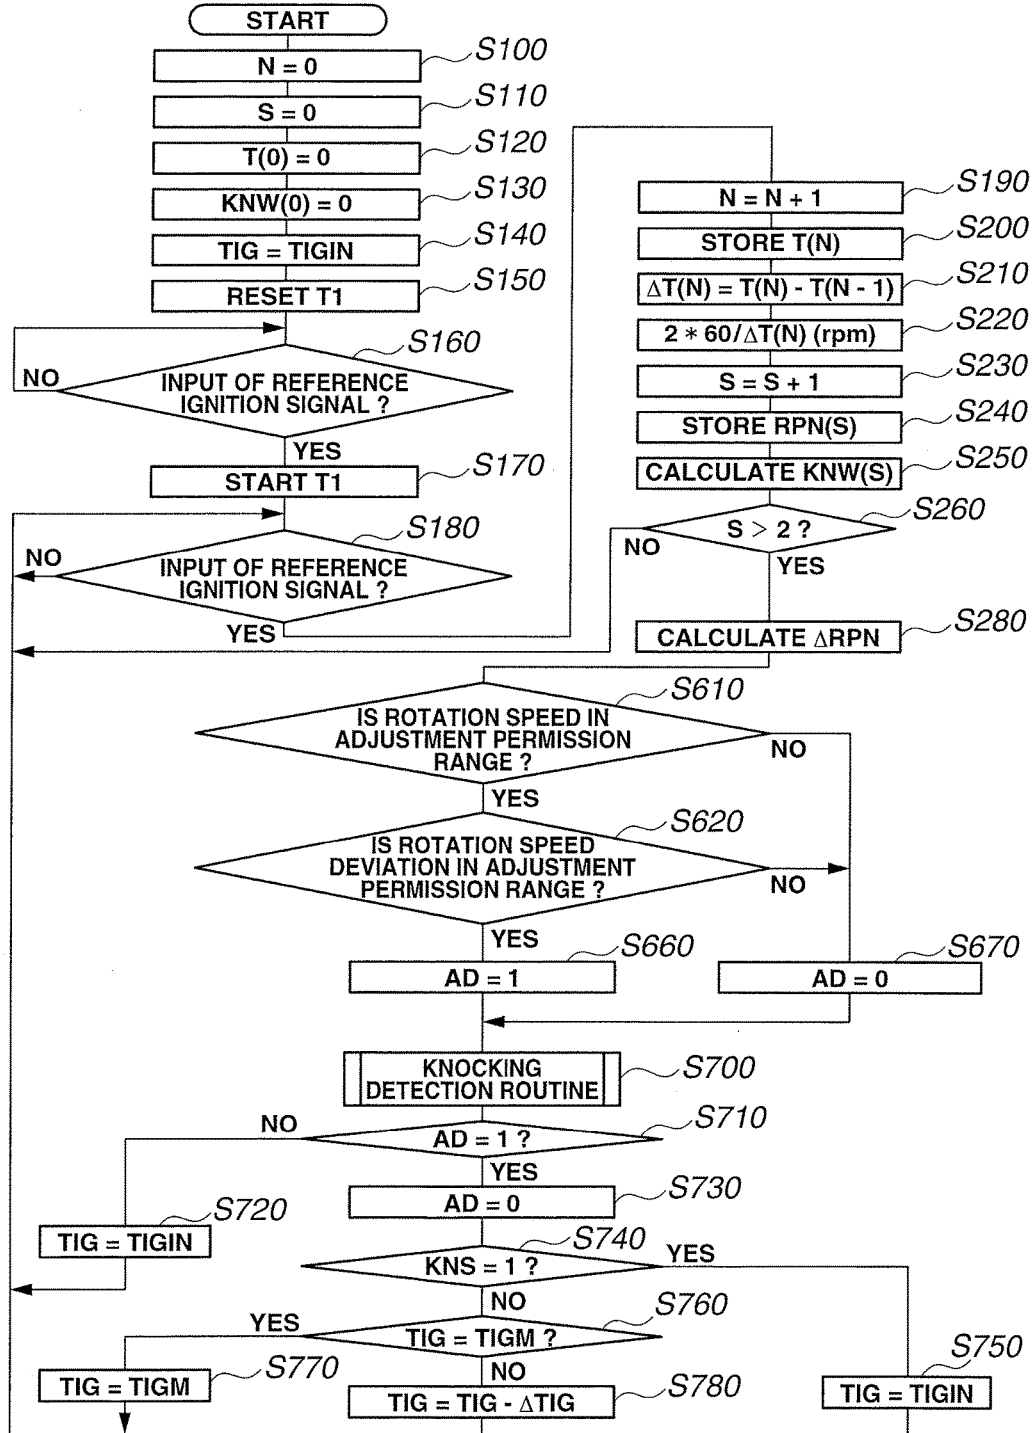 START
N = 0
S100
S = 0
S110
T(0) = 0
S120
KNW(0) = 0
S130
TIG = TIGIN
S140
RESET T1
S150
S160
INPUT OF REFERENCE
IGNITION SIGNAL ?
NO
YES
START T1
S170
S180
INPUT OF REFERENCE
IGNITION SIGNAL ?
NO
YES
N = N + 1
S190
STORE T(N)
S200
ΔT(N) = T(N) - T(N - 1)
S210
2 * 60/ΔT(N) (rpm)
S220
S = S + 1
S230
STORE RPN(S)
S240
CALCULATE KNW(S)
S250
S > 2 ?
S260
NO
YES
CALCULATE ΔRPN
S280
S610
IS ROTATION SPEED IN
ADJUSTMENT PERMISSION
RANGE ?
NO
YES
S620
IS ROTATION SPEED
DEVIATION IN ADJUSTMENT
PERMISSION RANGE ?
NO
YES
S660
AD = 1
S670
AD = 0
KNOCKING
DETECTION ROUTINE
S700
S710
AD = 1 ?
NO
YES
S720
TIG = TIGIN
AD = 0
S730
S740
KNS = 1 ?
YES
NO
S760
TIG = TIGM ?
YES
NO
S770
TIG = TIGM
TIG = TIG - ΔTIG
S780
S750
TIG = TIGIN